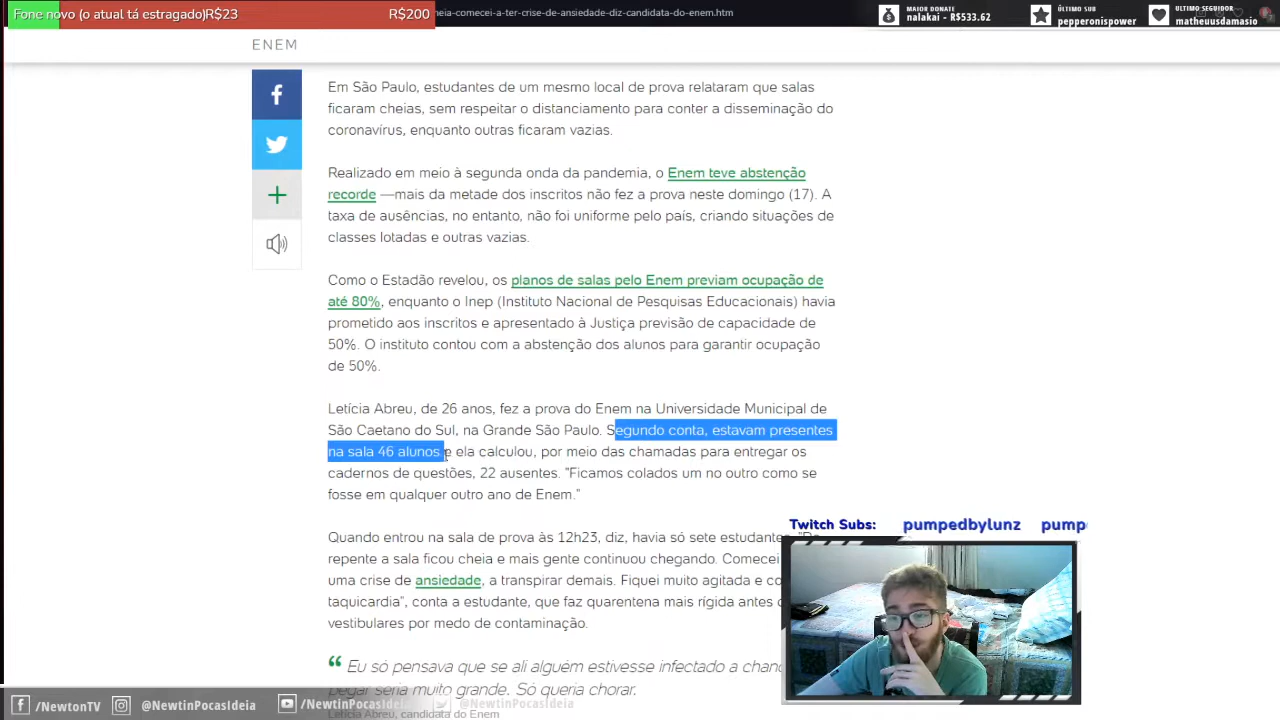 Fone novo (o atual tá estragado)R$23
R$200
heia-comecei-a-ter-crise-de-ansiedade-diz-candidata-do-enem.htm
MAIOR DONATE
nalakai - R$533.62
ÚLTIMO SUB
pepperonispower
ÚLTIMO SEGUIDOR
matheuusdamasio
ENEM
Em São Paulo, estudantes de um mesmo local de prova relataram que salas
ficaram cheias, sem respeitar o distanciamento para conter a disseminação do
coronavírus, enquanto outras ficaram vazias.
Realizado em meio à segunda onda da pandemia, o Enem teve abstenção
recorde —mais da metade dos inscritos não fez a prova neste domingo (17). A
taxa de ausências, no entanto, não foi uniforme pelo país, criando situações de
classes lotadas e outras vazias.
Como o Estadão revelou, os planos de salas pelo Enem previam ocupação de
até 80%, enquanto o Inep (Instituto Nacional de Pesquisas Educacionais) havia
prometido aos inscritos e apresentado à Justiça previsão de capacidade de
50%. O instituto contou com a abstenção dos alunos para garantir ocupação
de 50%.
Letícia Abreu, de 26 anos, fez a prova do Enem na Universidade Municipal de
São Caetano do Sul, na Grande São Paulo. Segundo conta, estavam presentes
na sala 46 alunos e ela calculou, por meio das chamadas para entregar os
cadernos de questões, 22 ausentes. "Ficamos colados um no outro como se
fosse em qualquer outro ano de Enem."
Quando entrou na sala de prova às 12h23, diz, havia só sete estudantes. "De
repente a sala ficou cheia e mais gente continuou chegando. Comecei
uma crise de ansiedade, a transpirar demais. Fiquei muito agitada e co
taquicardia", conta a estudante, que faz quarentena mais rígida antes
vestibulares por medo de contaminação.
“ Eu só pensava que se ali alguém estivesse infectado a chanc
pegar seria muito grande. Só queria chorar.
Letícia Abreu, candidata do Enem
Twitch Subs: pumpedbylunz pump
/NewtonTV
@NewtinPocasIdeia
/NewtinPocasIdeia
@NewtinPocasIdeia